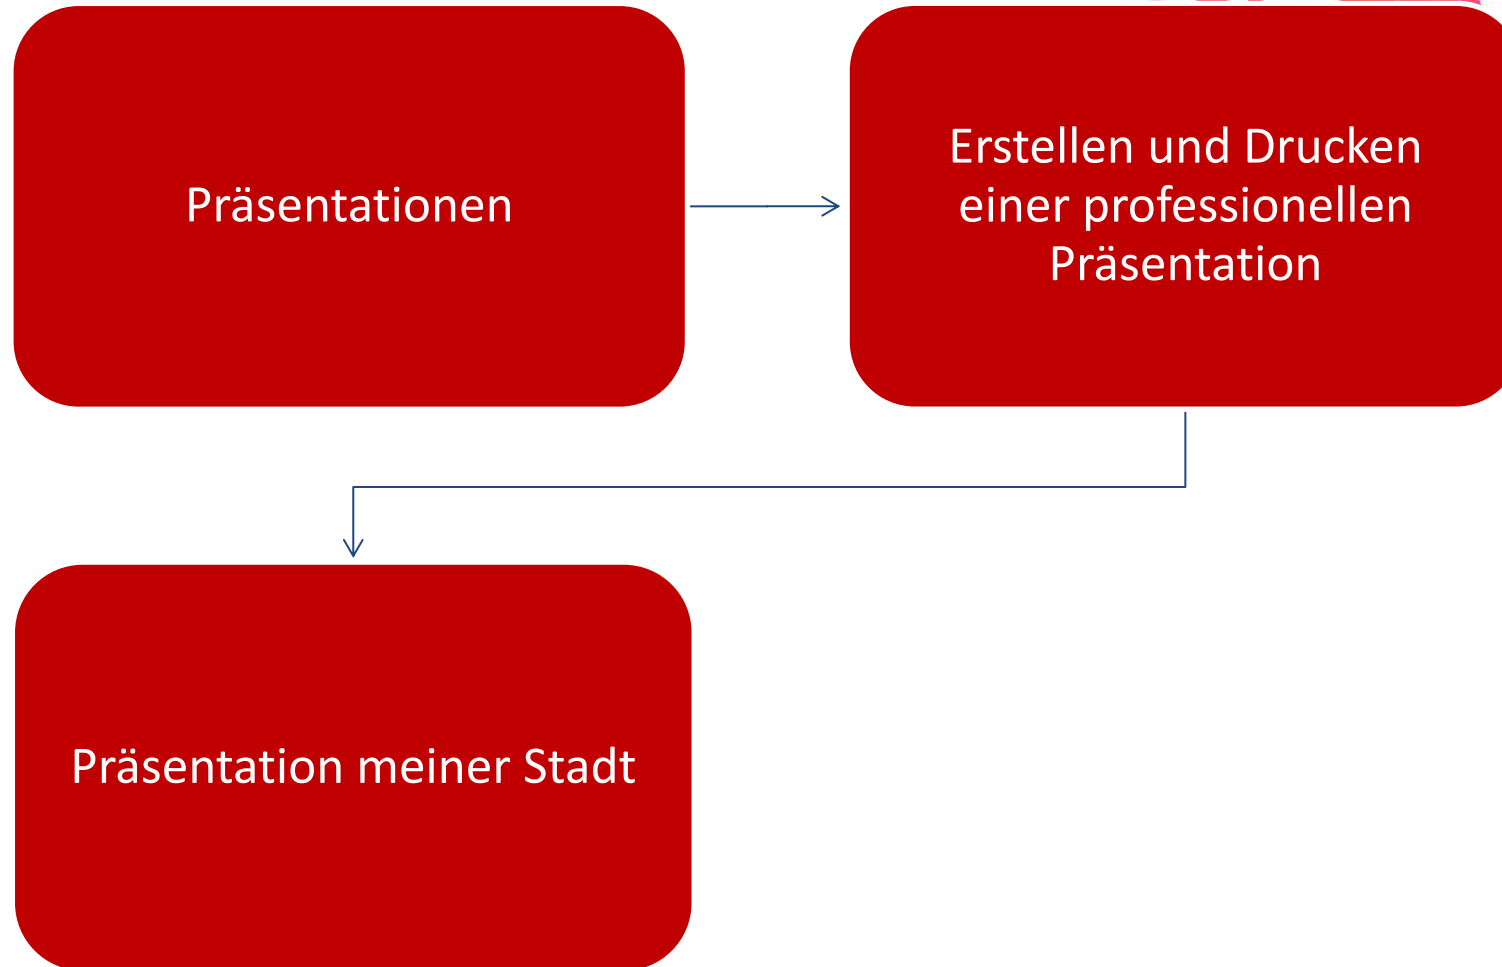 Präsentationen
Erstellen und Drucken
einer professionellen
Präsentation
Präsentation meiner Stadt